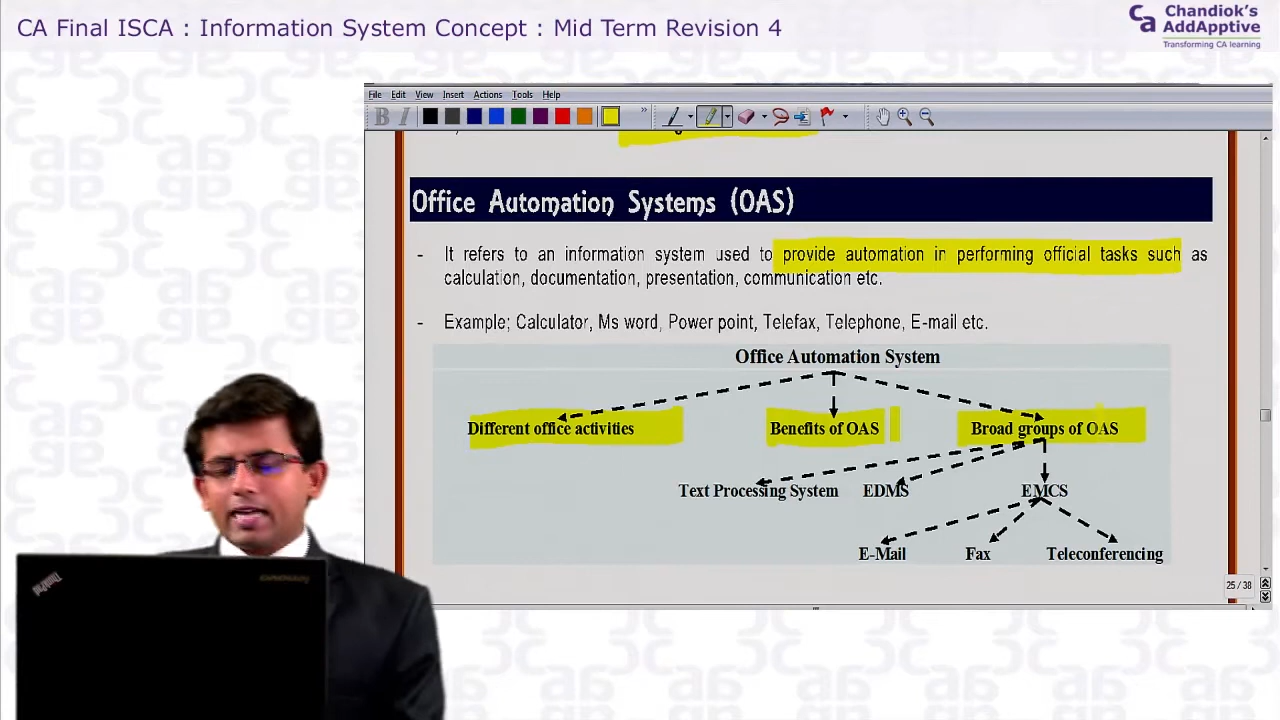 CA Final ISCA : Information System Concept : Mid Term Revision 4
Chandiok's
AddApptive
Transforming CA learning
File Edit View Insert Actions Tools Help
B I
Office Automation Systems (OAS)
- It refers to an information system used to provide automation in performing official tasks such as
calculation, documentation, presentation, communication etc.
- Example; Calculator, Ms word, Power point, Telefax, Telephone, E-mail etc.
Office Automation System
Different office activities Benefits of OAS Broad groups of OAS
Text Processing System EDMS EMCS
E-Mail Fax Teleconferencing
25 / 38
ThinkPad